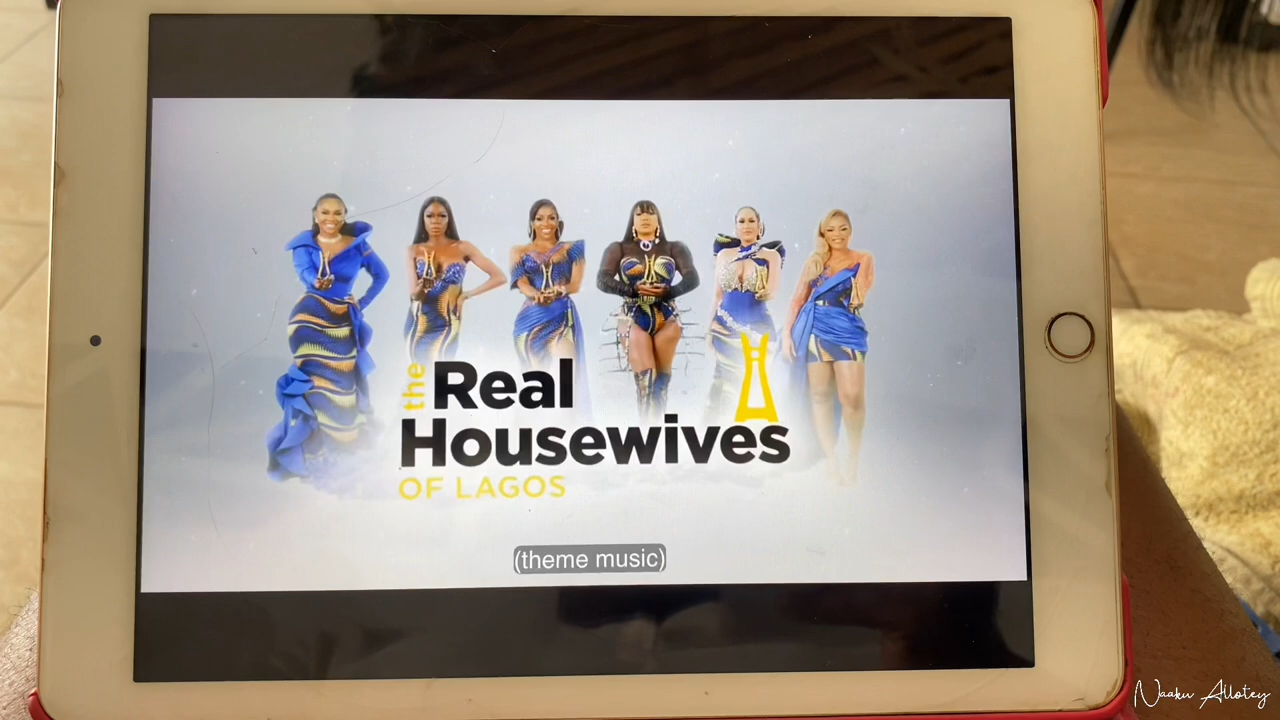 the Real
Housewives
OF LAGOS
(theme music)
Naaku Allotey